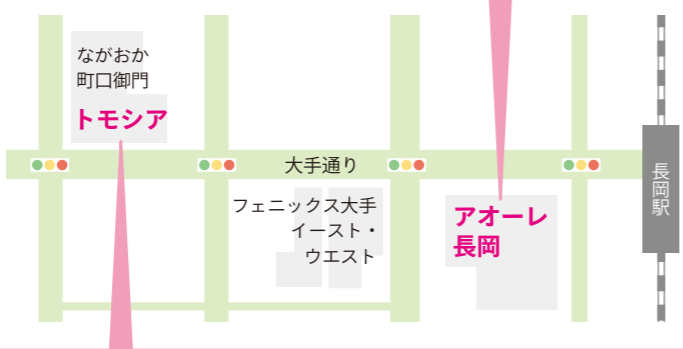 ながおか
町口御門
トモシア
大手通り
フェニックス大手
イースト・
ウエスト
アオーレ
長岡
長岡駅